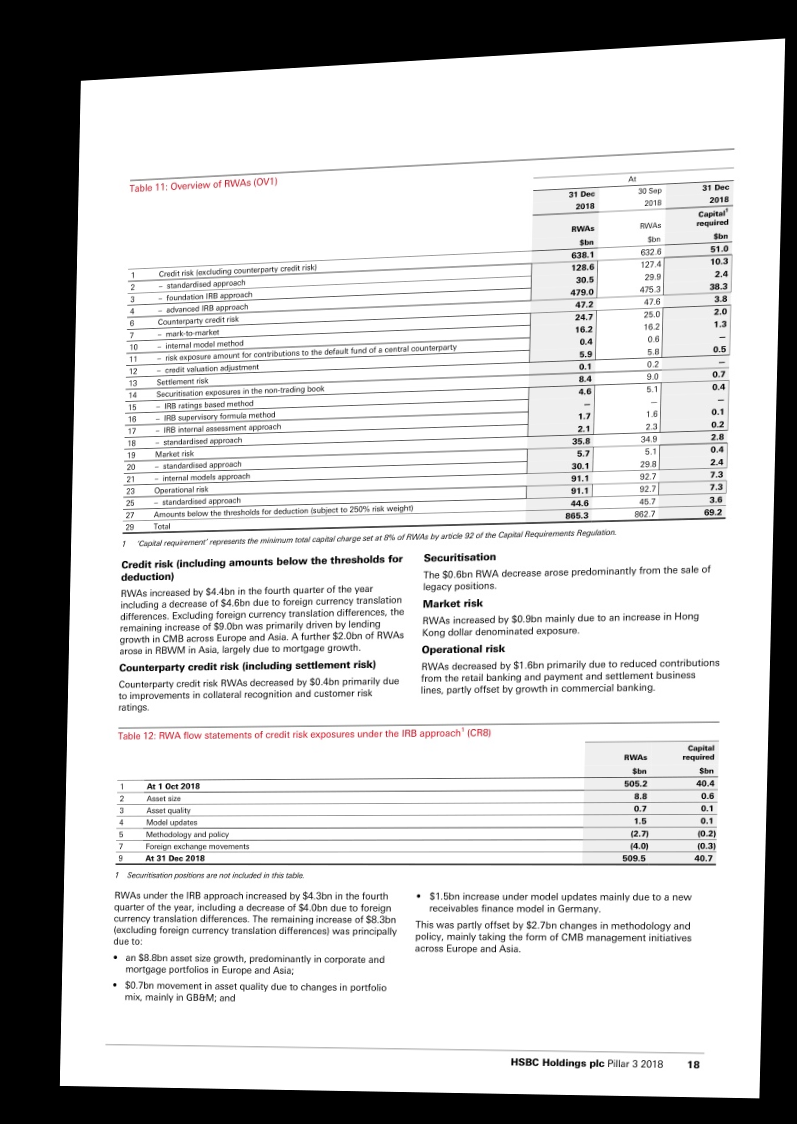 Table 11: Overview of RWAs (OV1)
At
31 Dec 30 Sep 31 Dec
2018 2018 2018
RWAs RWAs Capital¹ required
$bn $bn $bn
1 Credit risk (excluding counterparty credit risk) 638.1 632.6 51.0
2 – standardised approach 128.6 127.4 10.3
3 – foundation IRB approach 30.5 29.9 2.4
4 – advanced IRB approach 479.0 475.3 38.3
6 Counterparty credit risk 47.2 47.6 3.8
7 – mark-to-market 24.7 25.0 2.0
10 – internal model method 16.2 16.2 1.3
11 – risk exposure amount for contributions to the default fund of a central counterparty 0.4 0.6 –
12 – credit valuation adjustment 5.9 5.8 0.5
13 Settlement risk 0.1 0.2 –
14 Securitisation exposures in the non-trading book 8.4 9.0 0.7
15 – IRB ratings based method 4.6 5.1 0.4
16 – IRB supervisory formula method – – –
17 – IRB internal assessment approach 1.7 1.6 0.1
18 – standardised approach 2.1 2.3 0.2
19 Market risk 35.8 34.9 2.8
20 – standardised approach 5.7 5.1 0.4
21 – internal models approach 30.1 29.8 2.4
23 Operational risk 91.1 92.7 7.3
25 – standardised approach 91.1 92.7 7.3
27 Amounts below the thresholds for deduction (subject to 250% risk weight) 44.6 45.7 3.6
29 Total 865.3 862.7 69.2
1 'Capital requirement' represents the minimum total capital charge set at 8% of RWAs by article 92 of the Capital Requirements Regulation.
Credit risk (including amounts below the thresholds for
deduction)
RWAs increased by $4.4bn in the fourth quarter of the year
including a decrease of $4.6bn due to foreign currency translation
differences. Excluding foreign currency translation differences, the
remaining increase of $9.0bn was primarily driven by lending
growth in CMB across Europe and Asia. A further $2.0bn of RWAs
arose in RBWM in Asia, largely due to mortgage growth.
Counterparty credit risk (including settlement risk)
Counterparty credit risk RWAs decreased by $0.4bn primarily due
to improvements in collateral recognition and customer risk
ratings.
Securitisation
The $0.6bn RWA decrease arose predominantly from the sale of
legacy positions.
Market risk
RWAs increased by $0.9bn mainly due to an increase in Hong
Kong dollar denominated exposure.
Operational risk
RWAs decreased by $1.6bn primarily due to reduced contributions
from the retail banking and payment and settlement business
lines, partly offset by growth in commercial banking.
Table 12: RWA flow statements of credit risk exposures under the IRB approach¹ (CR8)
RWAs Capital required
$bn $bn
1 At 1 Oct 2018 505.2 40.4
2 Asset size 8.8 0.6
3 Asset quality 0.7 0.1
4 Model updates 1.5 0.1
5 Methodology and policy (2.7) (0.2)
7 Foreign exchange movements (4.0) (0.3)
9 At 31 Dec 2018 509.5 40.7
1 Securitisation positions are not included in this table.
RWAs under the IRB approach increased by $4.3bn in the fourth
quarter of the year, including a decrease of $4.0bn due to foreign
currency translation differences. The remaining increase of $8.3bn
(excluding foreign currency translation differences) was principally
due to:
• an $8.8bn asset size growth, predominantly in corporate and
mortgage portfolios in Europe and Asia;
• $0.7bn movement in asset quality due to changes in portfolio
mix, mainly in GB&M; and
• $1.5bn increase under model updates mainly due to a new
receivables finance model in Germany.
This was partly offset by $2.7bn changes in methodology and
policy, mainly taking the form of CMB management initiatives
across Europe and Asia.
HSBC Holdings plc Pillar 3 2018 18